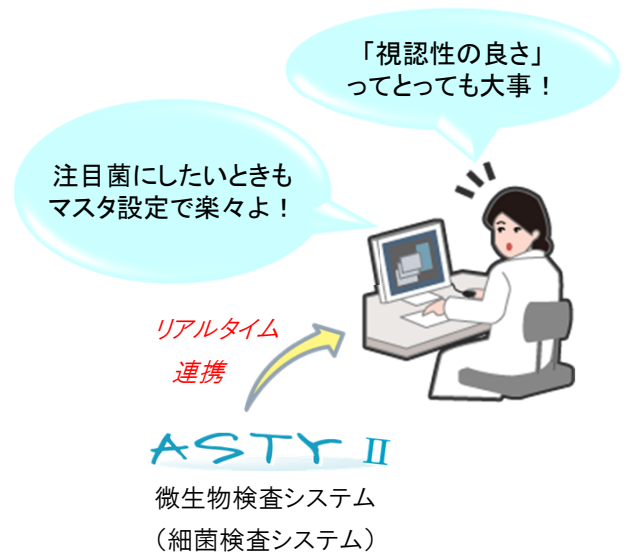 「視認性の良さ」
ってとっても大事！
注目菌にしたいときも
マスタ設定で楽々よ！
リアルタイム
連携
ASTY Ⅱ
微生物検査システム
（細菌検査システム）